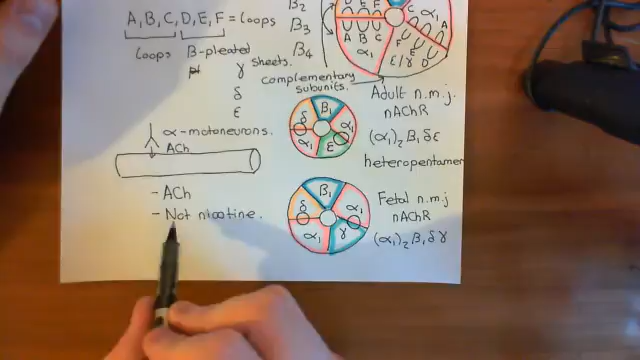 A, B, C, D, E, F = Loops
Loops β-pleated
sheets.
β2
β3
β4
γ
δ
ε
complementary
subunits.
E F
A B C
α1
C α1
A
F E D
ε/γ
α-motoneurons.
ACh
- ACh
- Not nicotine.
δ β1 α1
α1 ε
Adult n.m.j.
nAChR
(α1)2 β1 δ ε
heteropentamer
δ β1 α1
α1 γ
Fetal n.m.j
nAChR
(α1)2 β1 δ γ